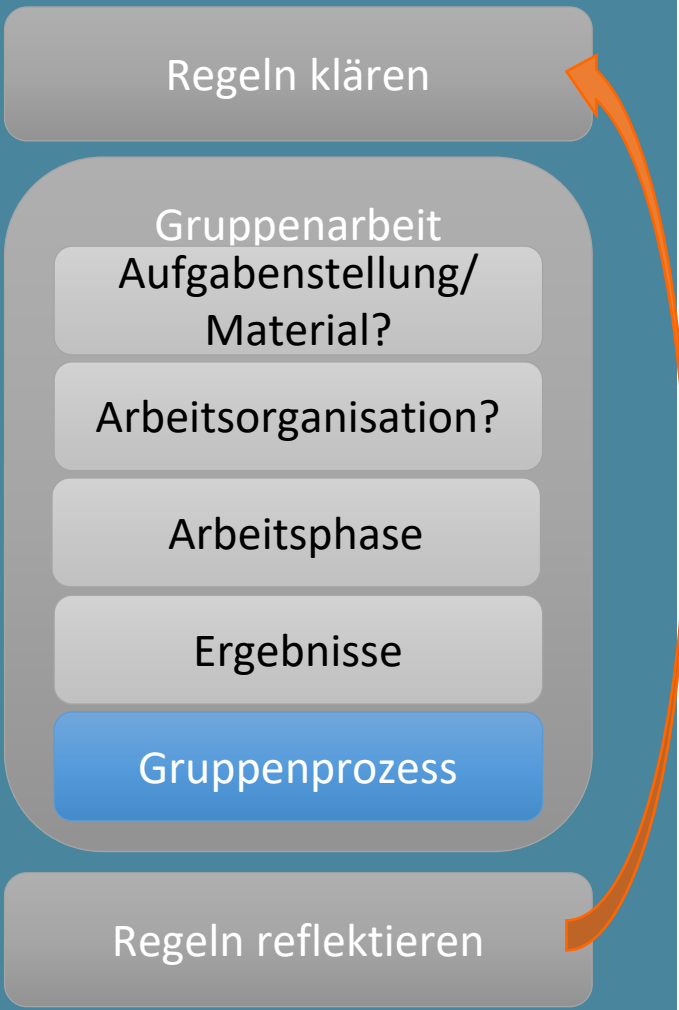 Regeln klären
Gruppenarbeit
Aufgabenstellung/
Material?
Arbeitsorganisation?
Arbeitsphase
Ergebnisse
Gruppenprozess
Regeln reflektieren